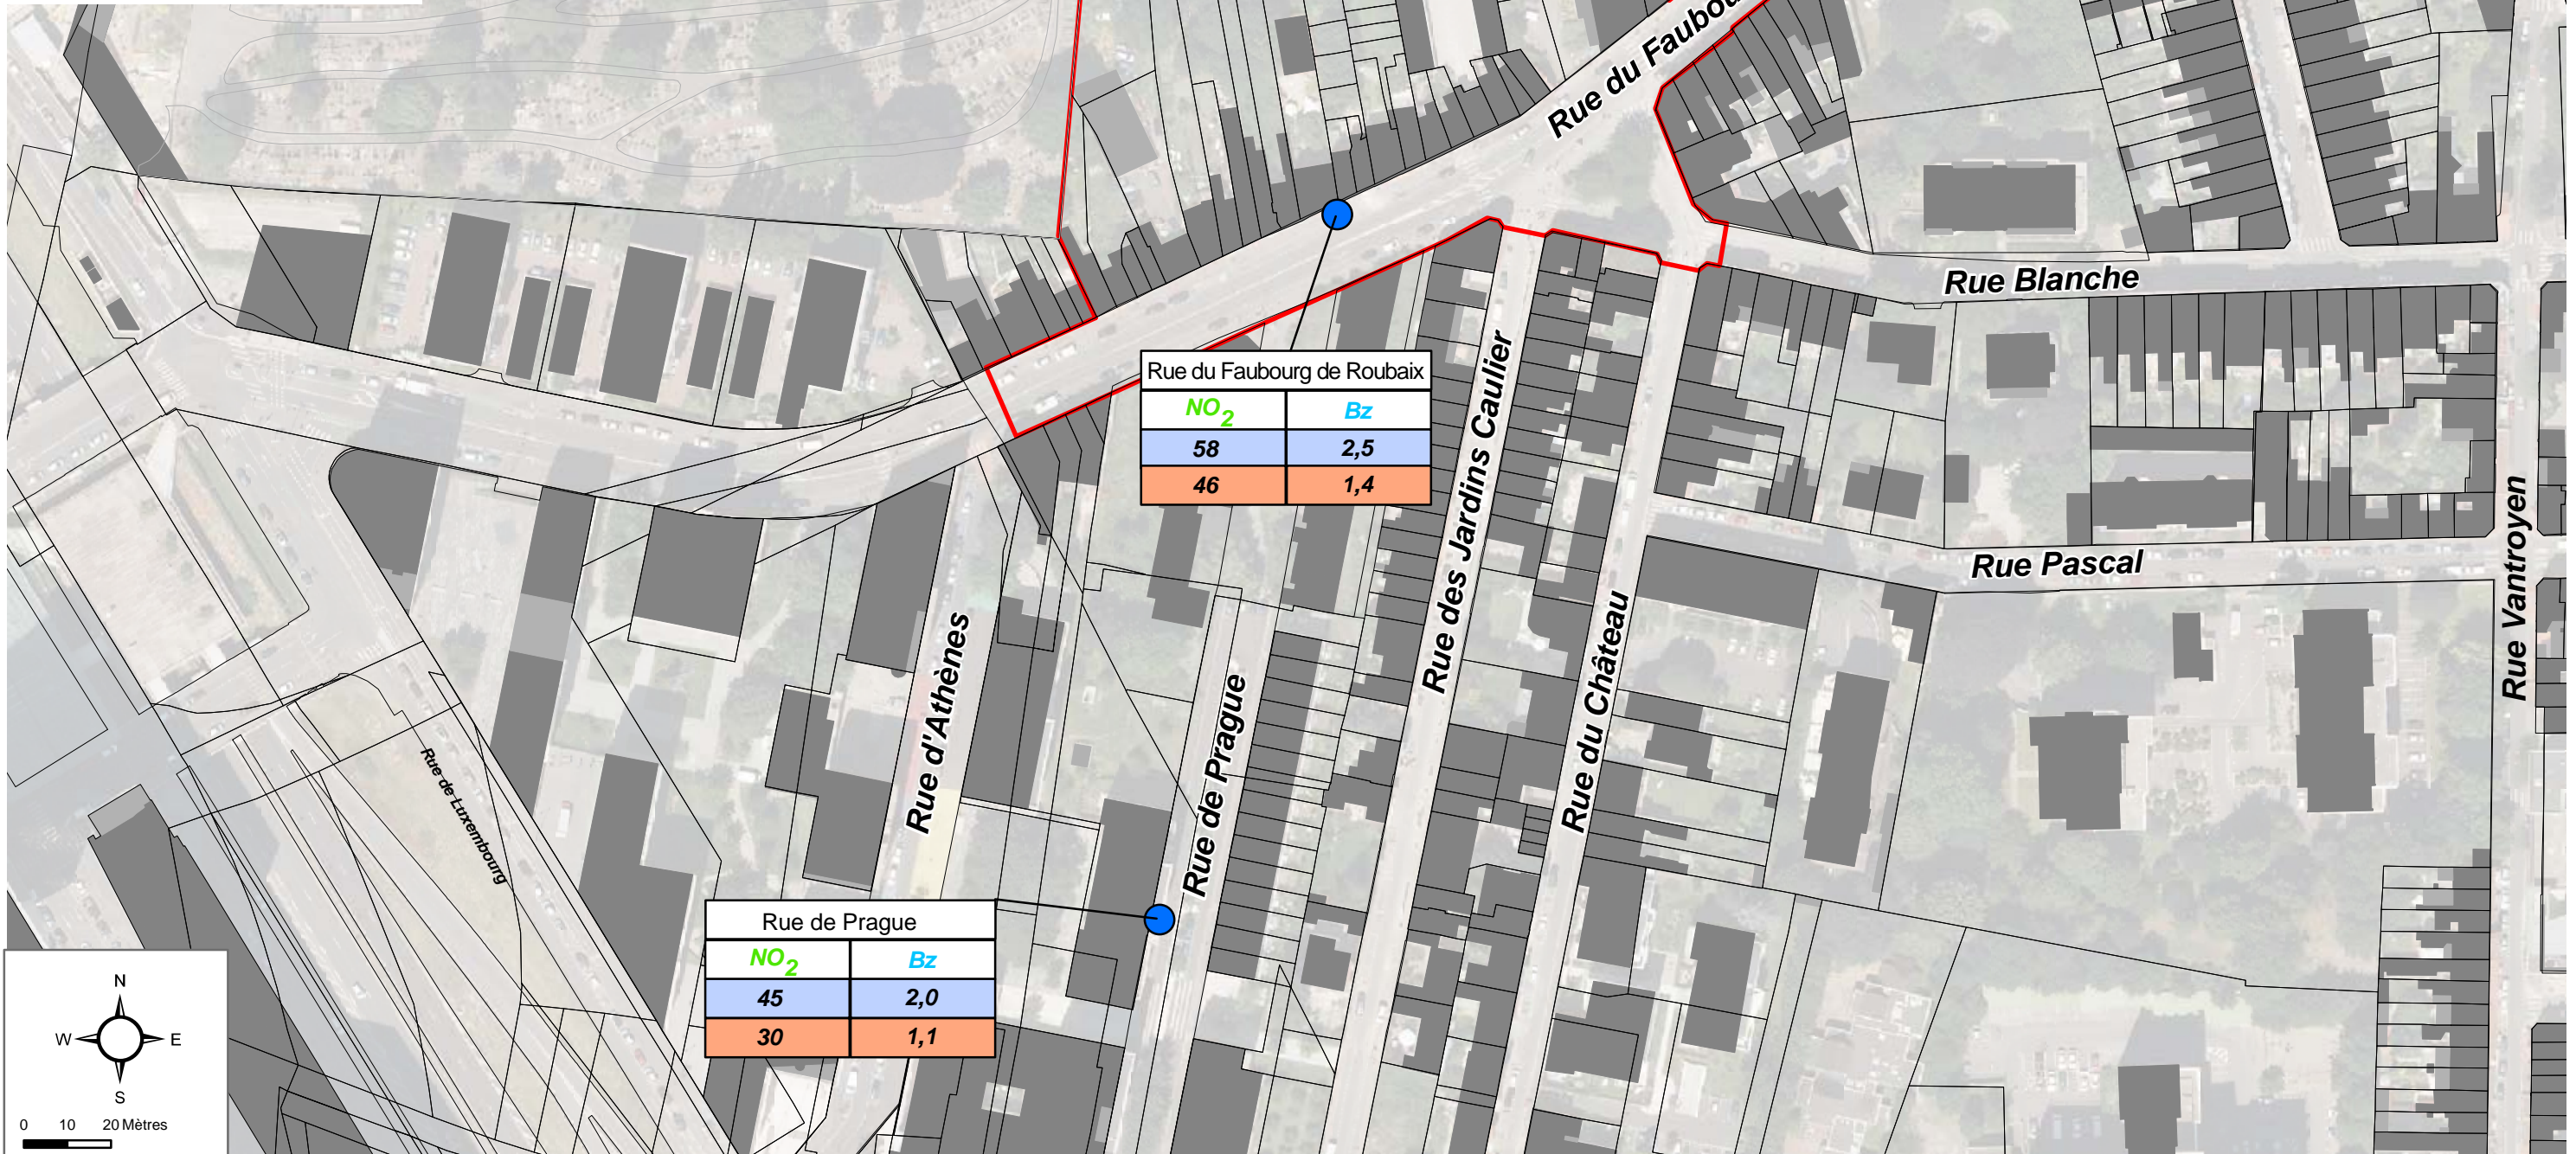 Rue du Faubou
Rue Blanche
Rue du Faubourg de Roubaix
NO2 Bz
58 2,5
46 1,4
Rue des Jardins Caulier
Rue Pascal
Rue Vantroyen
Rue du Château
Rue d'Athènes
Rue de Prague
Rue de Luxembourg
Rue de Prague
NO2 Bz
45 2,0
30 1,1
N
W E
S
0 10 20 Mètres